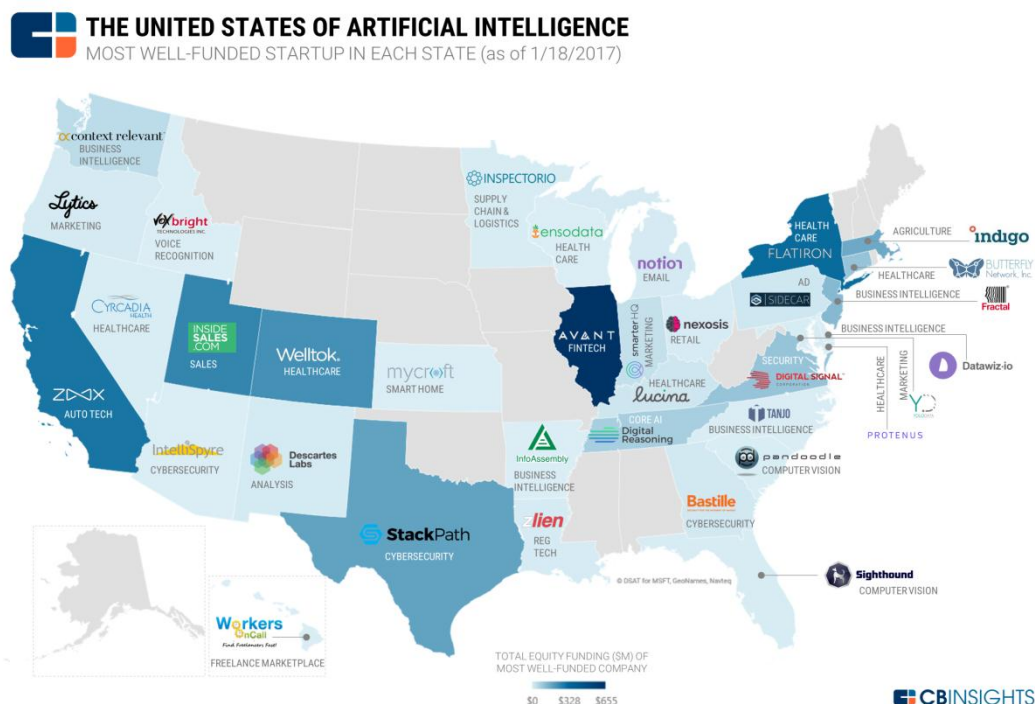 THE UNITED STATES OF ARTIFICIAL INTELLIGENCE
MOST WELL-FUNDED STARTUP IN EACH STATE (as of 1/18/2017)
context relevant
BUSINESS
INTELLIGENCE
Lytics
MARKETING
VoxBright
TECHNOLOGIES INC
VOICE
RECOGNITION
INSPECTORIO
SUPPLY
CHAIN &
LOGISTICS
ensodata
HEALTH
CARE
notion
EMAIL
HEALTH
CARE
FLATIRON
AGRICULTURE
indigo
HEALTHCARE
BUTTERFLY
Network, Inc.
AD
SIDECAR
BUSINESS INTELLIGENCE
Fractal
CYRCADIA
HEALTH
HEALTHCARE
INSIDE
SALES
.COM
SALES
Welltok.
HEALTHCARE
mycroft
SMART HOME
AVANT
FINTECH
smarterHQ
MARKETING
nexosis
RETAIL
BUSINESS INTELLIGENCE
Datawiz-io
ZOOX
AUTO TECH
HEALTHCARE
lucina
SECURITY
DIGITAL SIGNAL
CORPORATION
HEALTHCARE
MARKETING
PROTENUS
IntelliSpyre
CYBERSECURITY
Descartes
Labs
ANALYSIS
InfoAssembly
BUSINESS
INTELLIGENCE
CORE AI
Digital
Reasoning
TANJO
BUSINESS INTELLIGENCE
pandoodle
COMPUTER VISION
StackPath
CYBERSECURITY
zlien
REG
TECH
Bastille
CYBERSECURITY
© DSAT for MSFT, GeoNames, Navteq
Sighthound
COMPUTER VISION
Workers
OnCall
Find Freelancers Fast!
FREELANCE MARKETPLACE
TOTAL EQUITY FUNDING ($M) OF
MOST WELL-FUNDED COMPANY
$0 $328 $655
CBINSIGHTS